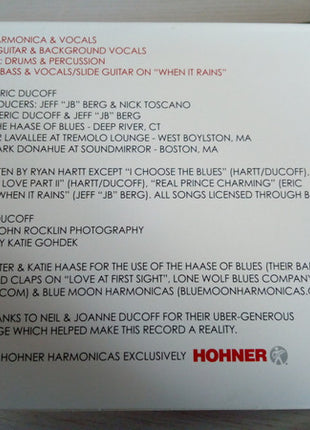 ARMONICA & VOCALS
GUITAR & BACKGROUND VOCALS
: DRUMS & PERCUSSION
BASS & VOCALS/SLIDE GUITAR ON "WHEN IT RAINS"
ERIC DUCOFF
DUCERS: JEFF "JB" BERG & NICK TOSCANO
ERIC DUCOFF & JEFF "JB" BERG
HE HAASE OF BLUES - DEEP RIVER, CT
R LAVALLEE AT TREMOLO LOUNGE - WEST BOYLSTON, MA
ARK DONAHUE AT SOUNDMIRROR - BOSTON, MA
TEN BY RYAN HARTT EXCEPT "I CHOOSE THE BLUES" (HARTT/DUCOFF),
LOVE PART II" (HARTT/DUCOFF), "REAL PRINCE CHARMING" (ERIC
WHEN IT RAINS" (JEFF "JB" BERG). ALL SONGS LICENSED THROUGH B
DUCOFF
OHN ROCKLIN PHOTOGRAPHY
Y KATIE GOHDEK
TER & KATIE HAASE FOR THE USE OF THE HAASE OF BLUES (THEIR BA
D CLAPS ON "LOVE AT FIRST SIGHT", LONE WOLF BLUES COMPANY
COM) & BLUE MOON HARMONICAS (BLUEMOONHARMONICAS.C
ANKS TO NEIL & JOANNE DUCOFF FOR THEIR UBER-GENEROUS
GE WHICH HELPED MAKE THIS RECORD A REALITY.
HOHNER HARMONICAS EXCLUSIVELY HOHNER